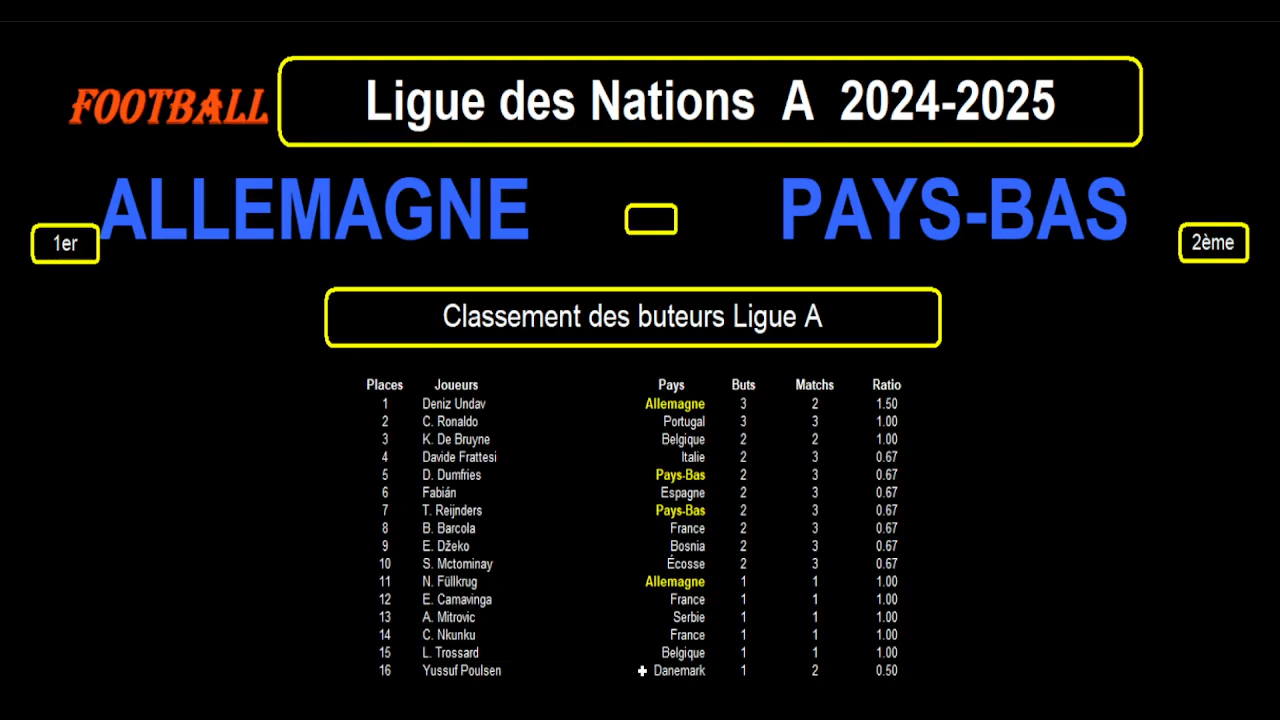 FOOTBALL
Ligue des Nations A 2024-2025
ALLEMAGNE PAYS-BAS
1er 2ème
Classement des buteurs Ligue A
Places Joueurs Pays Buts Matchs Ratio
1 Deniz Undav Allemagne 3 2 1.50
2 C. Ronaldo Portugal 3 3 1.00
3 K. De Bruyne Belgique 2 2 1.00
4 Davide Frattesi Italie 2 3 0.67
5 D. Dumfries Pays-Bas 2 3 0.67
6 Fabián Espagne 2 3 0.67
7 T. Reijnders Pays-Bas 2 3 0.67
8 B. Barcola France 2 3 0.67
9 E. Džeko Bosnia 2 3 0.67
10 S. Mctominay Écosse 2 3 0.67
11 N. Füllkrug Allemagne 1 1 1.00
12 E. Camavinga France 1 1 1.00
13 A. Mitrovic Serbie 1 1 1.00
14 C. Nkunku France 1 1 1.00
15 L. Trossard Belgique 1 1 1.00
16 Yussuf Poulsen Danemark 1 2 0.50